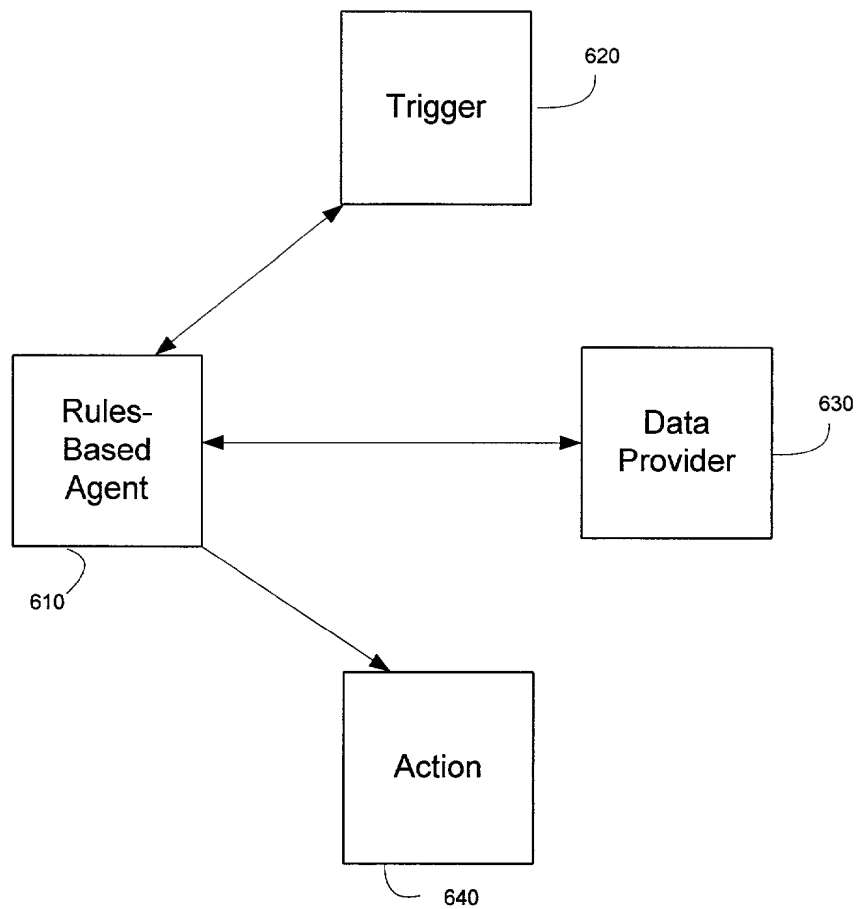 620
Trigger
Rules-
Based
Agent
Data
Provider
630
610
Action
640